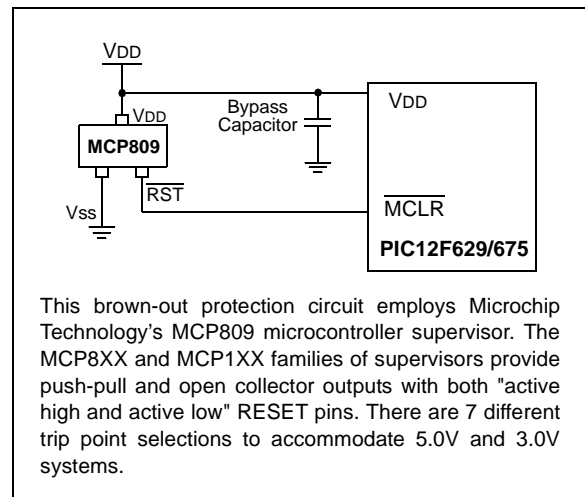 VDD
VDD
Bypass
Capacitor
VDD
MCP809
RST
Vss
MCLR
PIC12F629/675
This brown-out protection circuit employs Microchip
Technology's MCP809 microcontroller supervisor. The
MCP8XX and MCP1XX families of supervisors provide
push-pull and open collector outputs with both "active
high and active low" RESET pins. There are 7 different
trip point selections to accommodate 5.0V and 3.0V
systems.